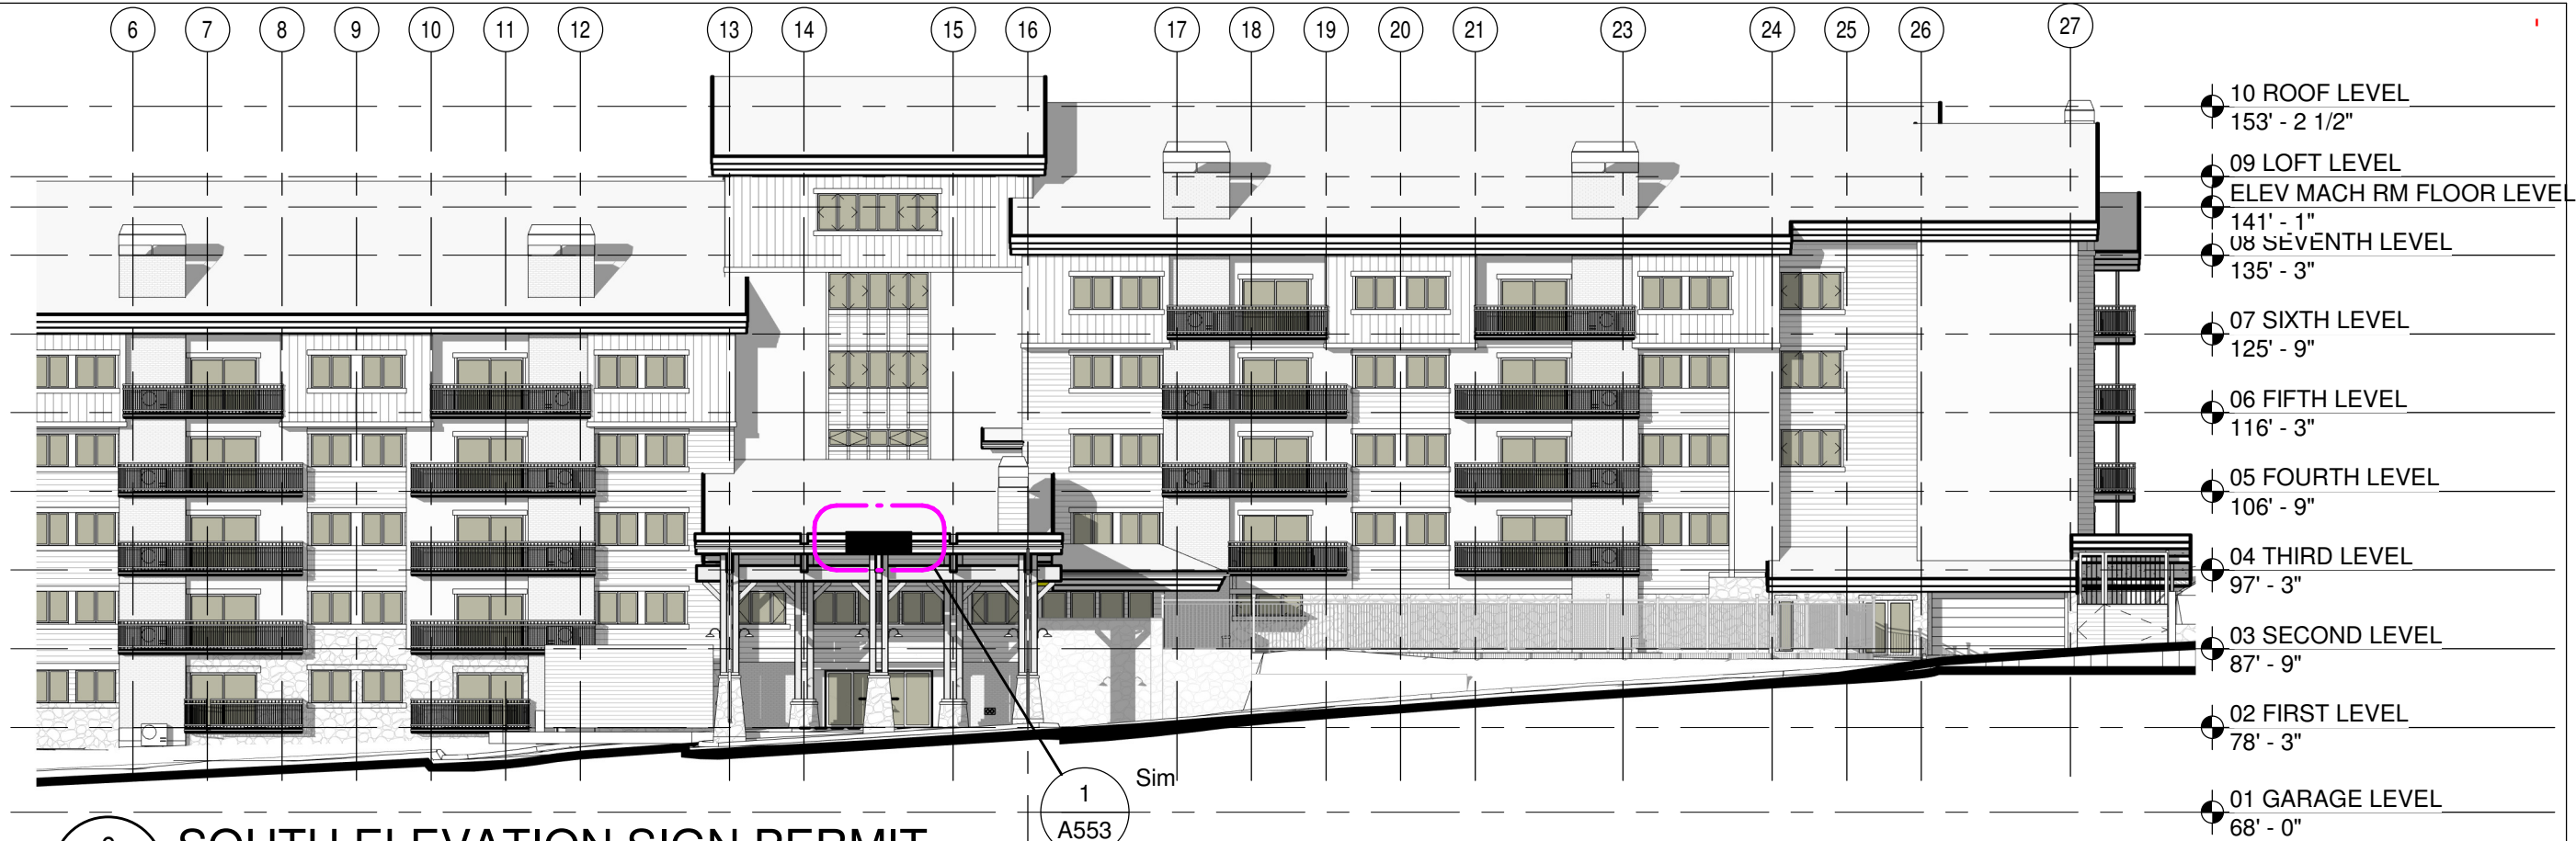 6 7 8 9 10 11 12 13 14 15 16 17 18 19 20 21 23 24 25 26 27
10 ROOF LEVEL
153' - 2 1/2"
09 LOFT LEVEL
ELEV MACH RM FLOOR LEVEL
141' - 1"
08 SEVENTH LEVEL
135' - 3"
07 SIXTH LEVEL
125' - 9"
06 FIFTH LEVEL
116' - 3"
05 FOURTH LEVEL
106' - 9"
04 THIRD LEVEL
97' - 3"
03 SECOND LEVEL
87' - 9"
02 FIRST LEVEL
78' - 3"
Sim
1
A553
01 GARAGE LEVEL
68' - 0"
SOUTH ELEVATION SIGN PERMIT